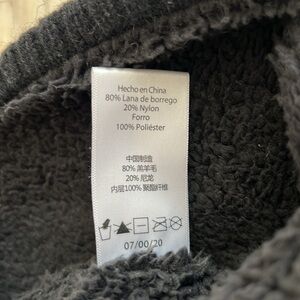 Hecho en China
80% Lana de borrego
20% Nylon
Forro
100% Poliéster
中国制造
80% 羔羊毛
20% 尼龙
内层100% 聚酯纤维
07/00/20